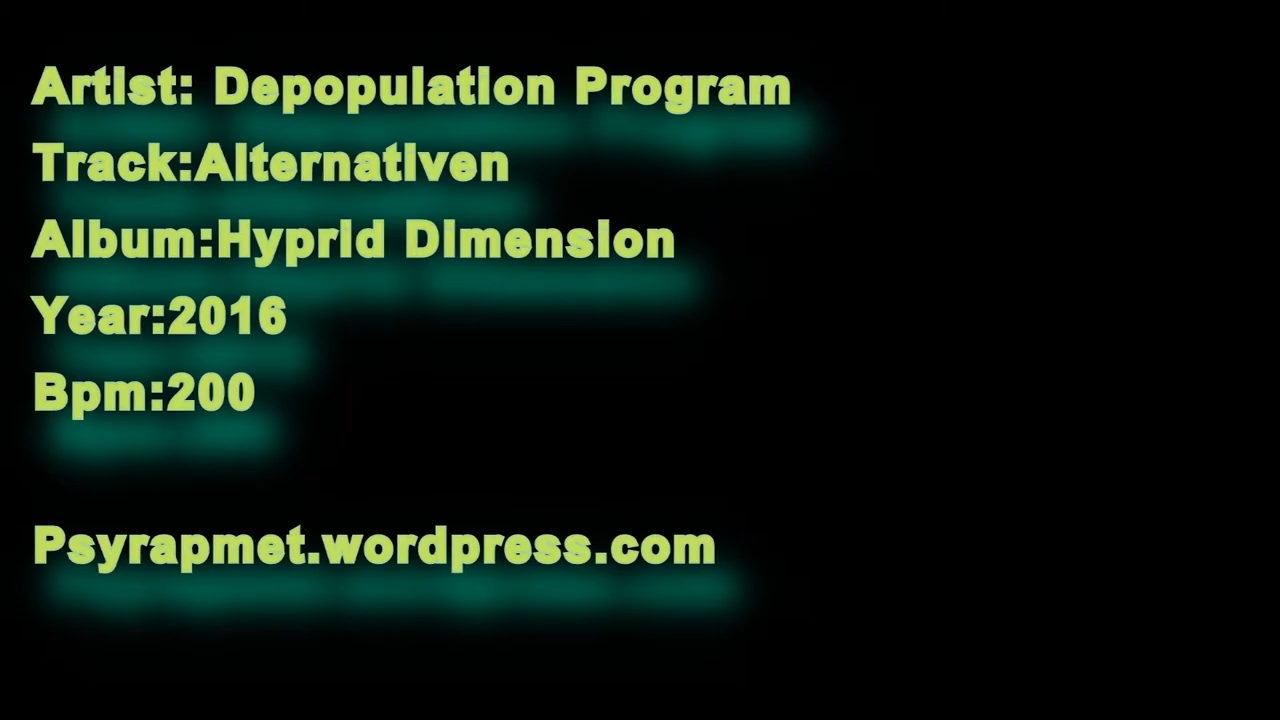 Artist: Depopulation Program
Track:Alternativen
Album:Hyprid Dimension
Year:2016
Bpm:200
Psyrapmet.wordpress.com